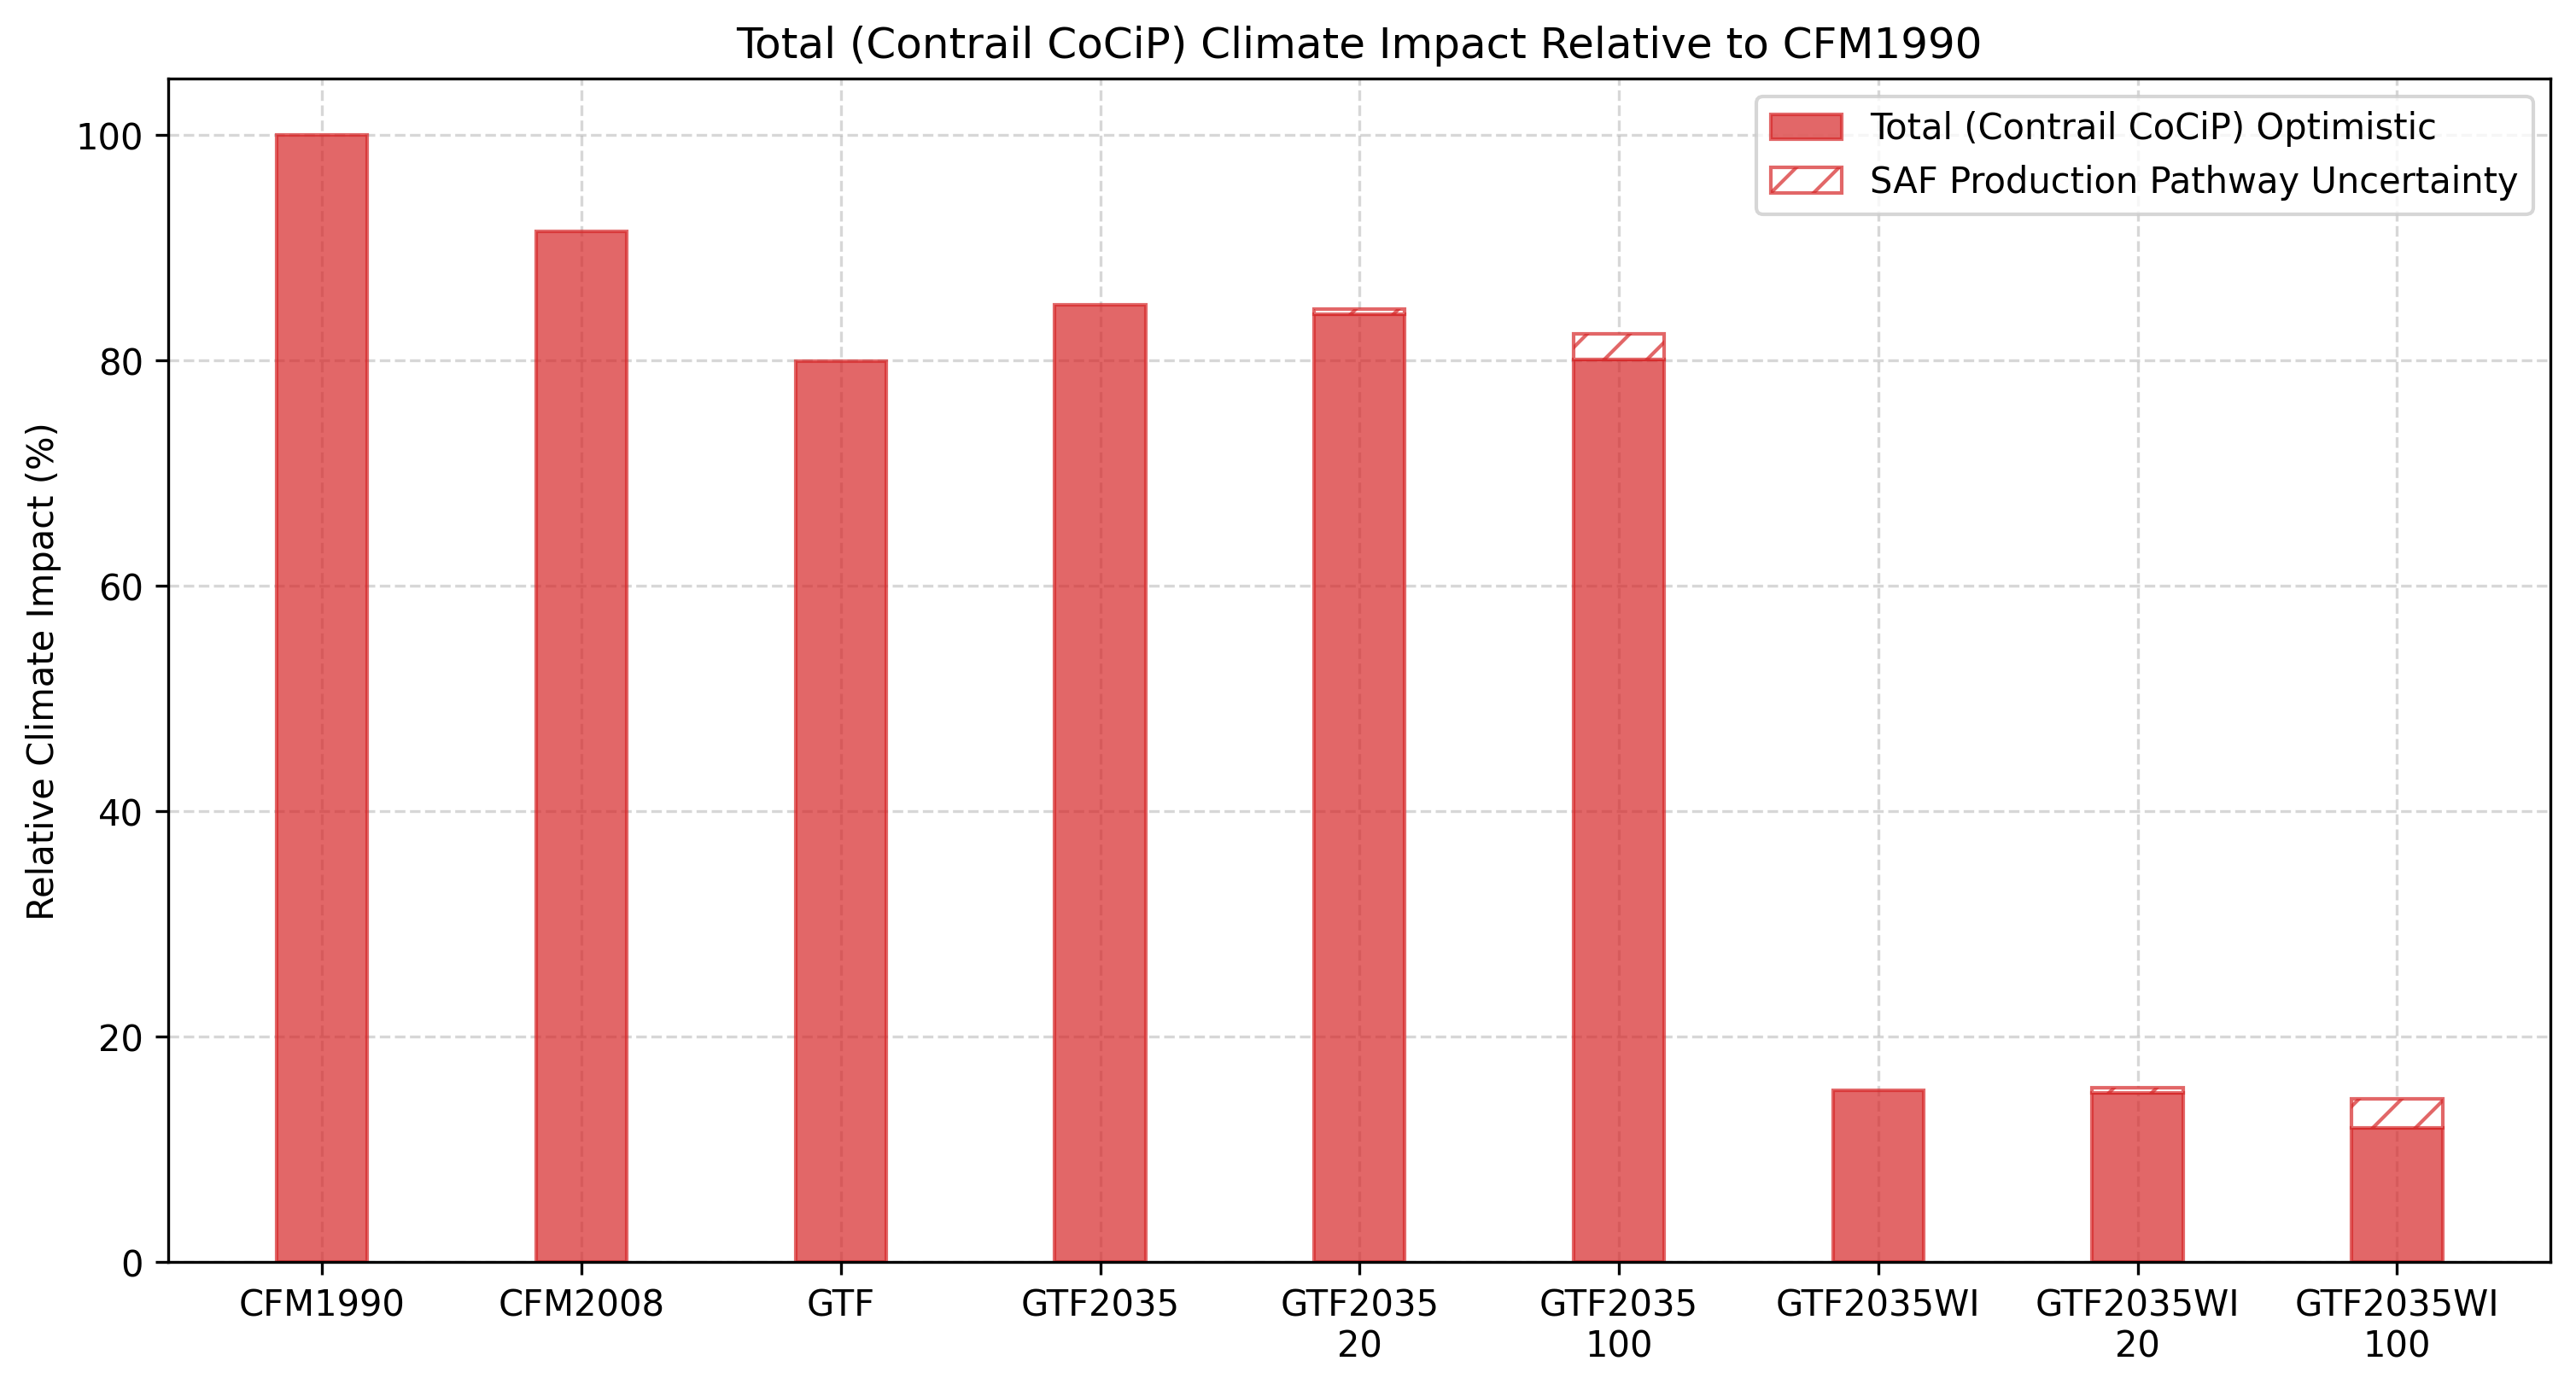 Total (Contrail CoCiP) Climate Impact Relative to CFM1990
Total (Contrail CoCiP) Optimistic
SAF Production Pathway Uncertainty
Relative Climate Impact (%)
100
80
60
40
20
0
CFM1990 CFM2008 GTF GTF2035 GTF2035 GTF2035 GTF2035WI GTF2035WI GTF2035WI
20 100 20 100